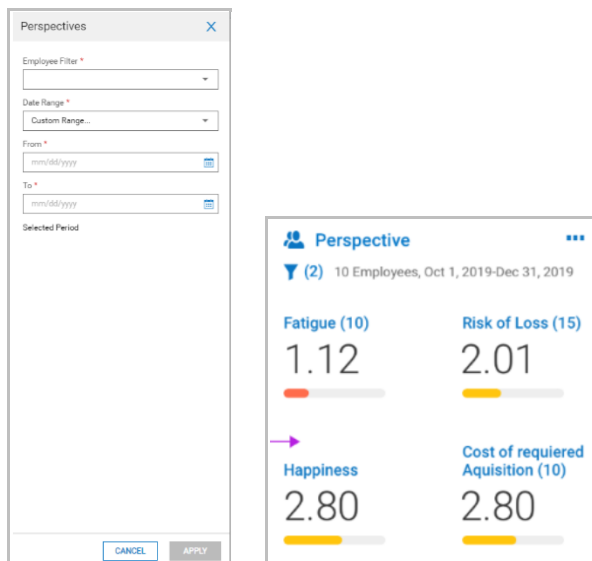 Perspectives X
Employee Filter *
Date Range *
Custom Range...
From *
mm/dd/yyyy
To *
mm/dd/yyyy
Selected Period
CANCEL APPLY
Perspective
(2) 10 Employees, Oct 1, 2019-Dec 31, 2019
Fatigue (10) Risk of Loss (15)
1.12 2.01
Happiness Cost of requiered
Aquisition (10)
2.80 2.80